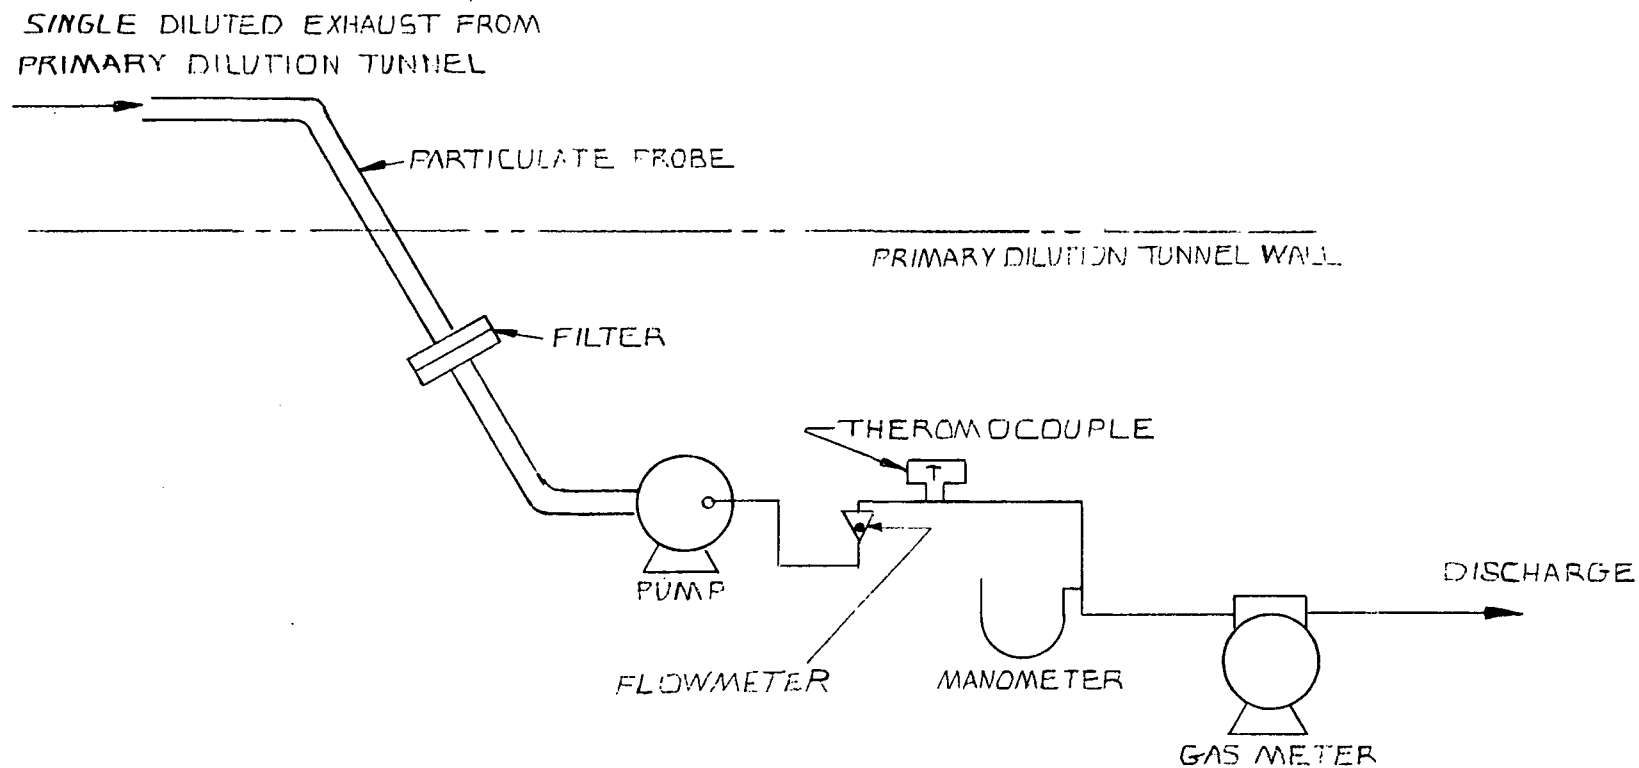 SINGLE DILUTED EXHAUST FROM
PRIMARY DILUTION TUNNEL
PARTICULATE PROBE
PRIMARY DILUTION TUNNEL WALL
FILTER
THEROMOCOUPLE
T
PUMP
DISCHARGE
FLOWMETER
MANOMETER
GAS METER